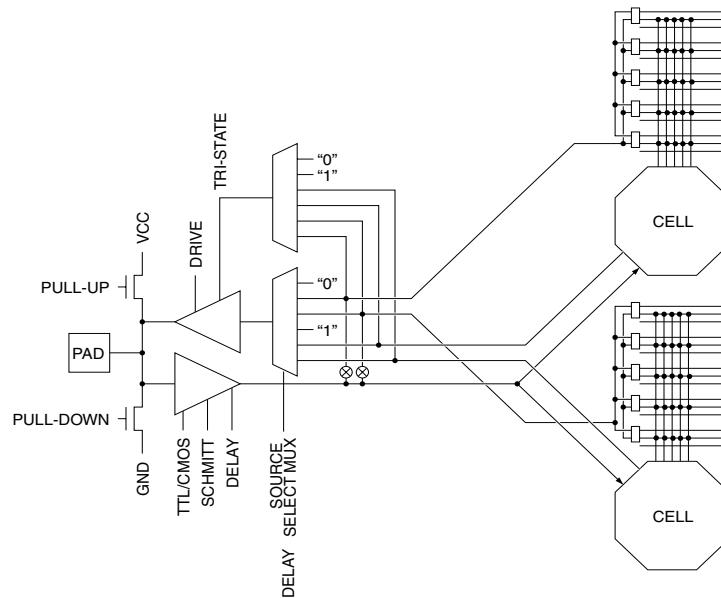 TRI-STATE
"0"
"1"
VCC
DRIVE
CELL
PULL-UP
"0"
"1"
PAD
PULL-DOWN
GND
TTL/CMOS
SCHMITT
DELAY
SOURCE
SELECT MUX
DELAY
CELL